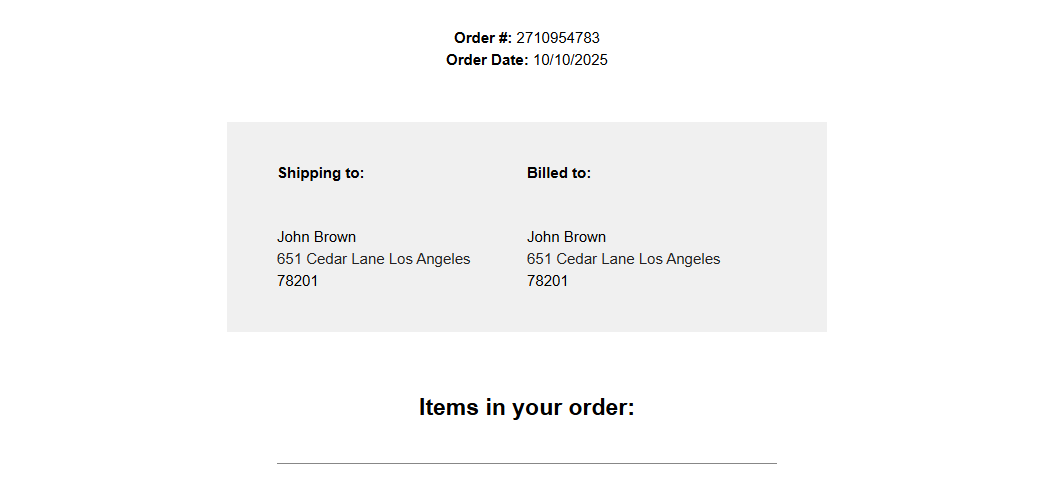 Order #: 2710954783
Order Date: 10/10/2025
Shipping to:
Billed to:
John Brown
651 Cedar Lane Los Angeles
78201
John Brown
651 Cedar Lane Los Angeles
78201
Items in your order: